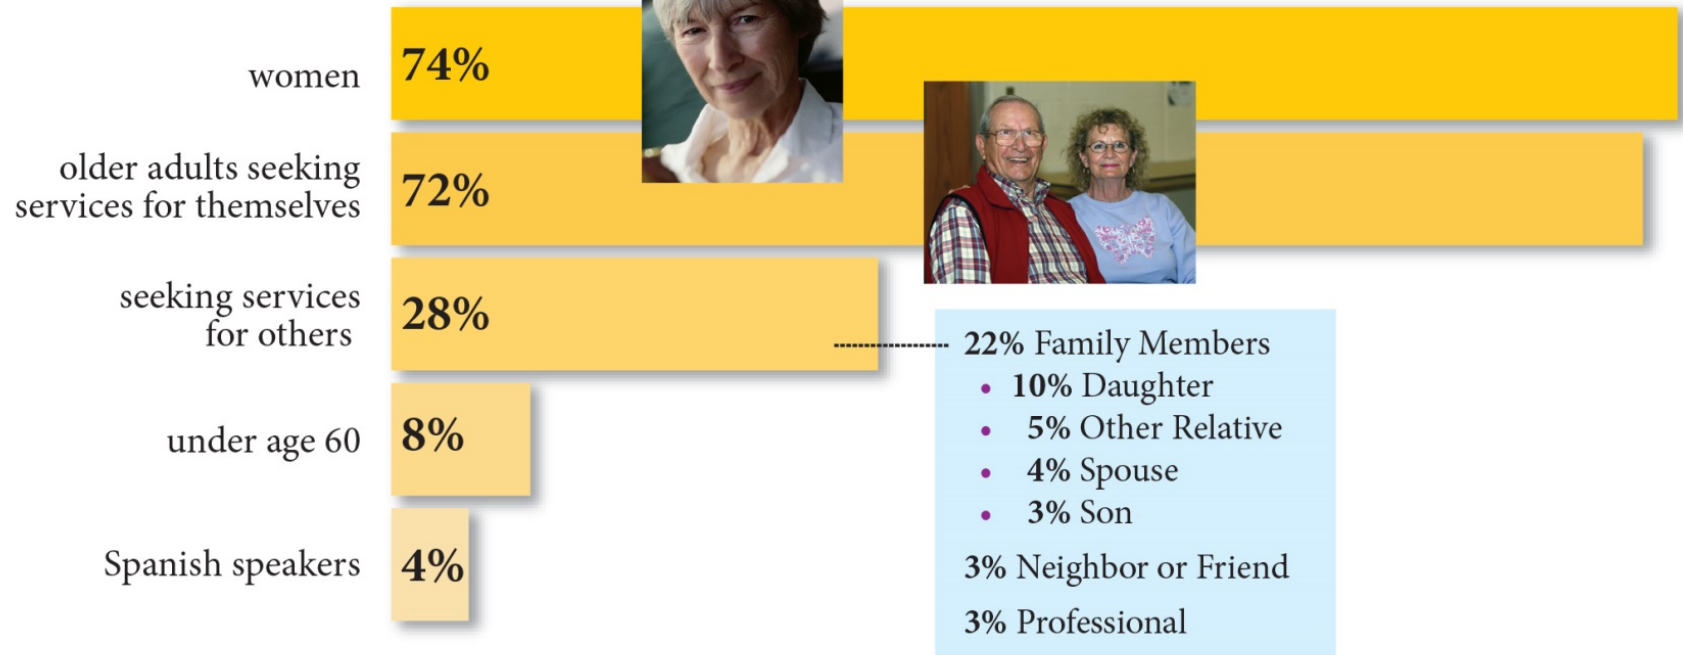 women
74%
older adults seeking
services for themselves
72%
seeking services
for others
28%
22% Family Members
• 10% Daughter
• 5% Other Relative
• 4% Spouse
• 3% Son
3% Neighbor or Friend
3% Professional
under age 60
8%
Spanish speakers
4%